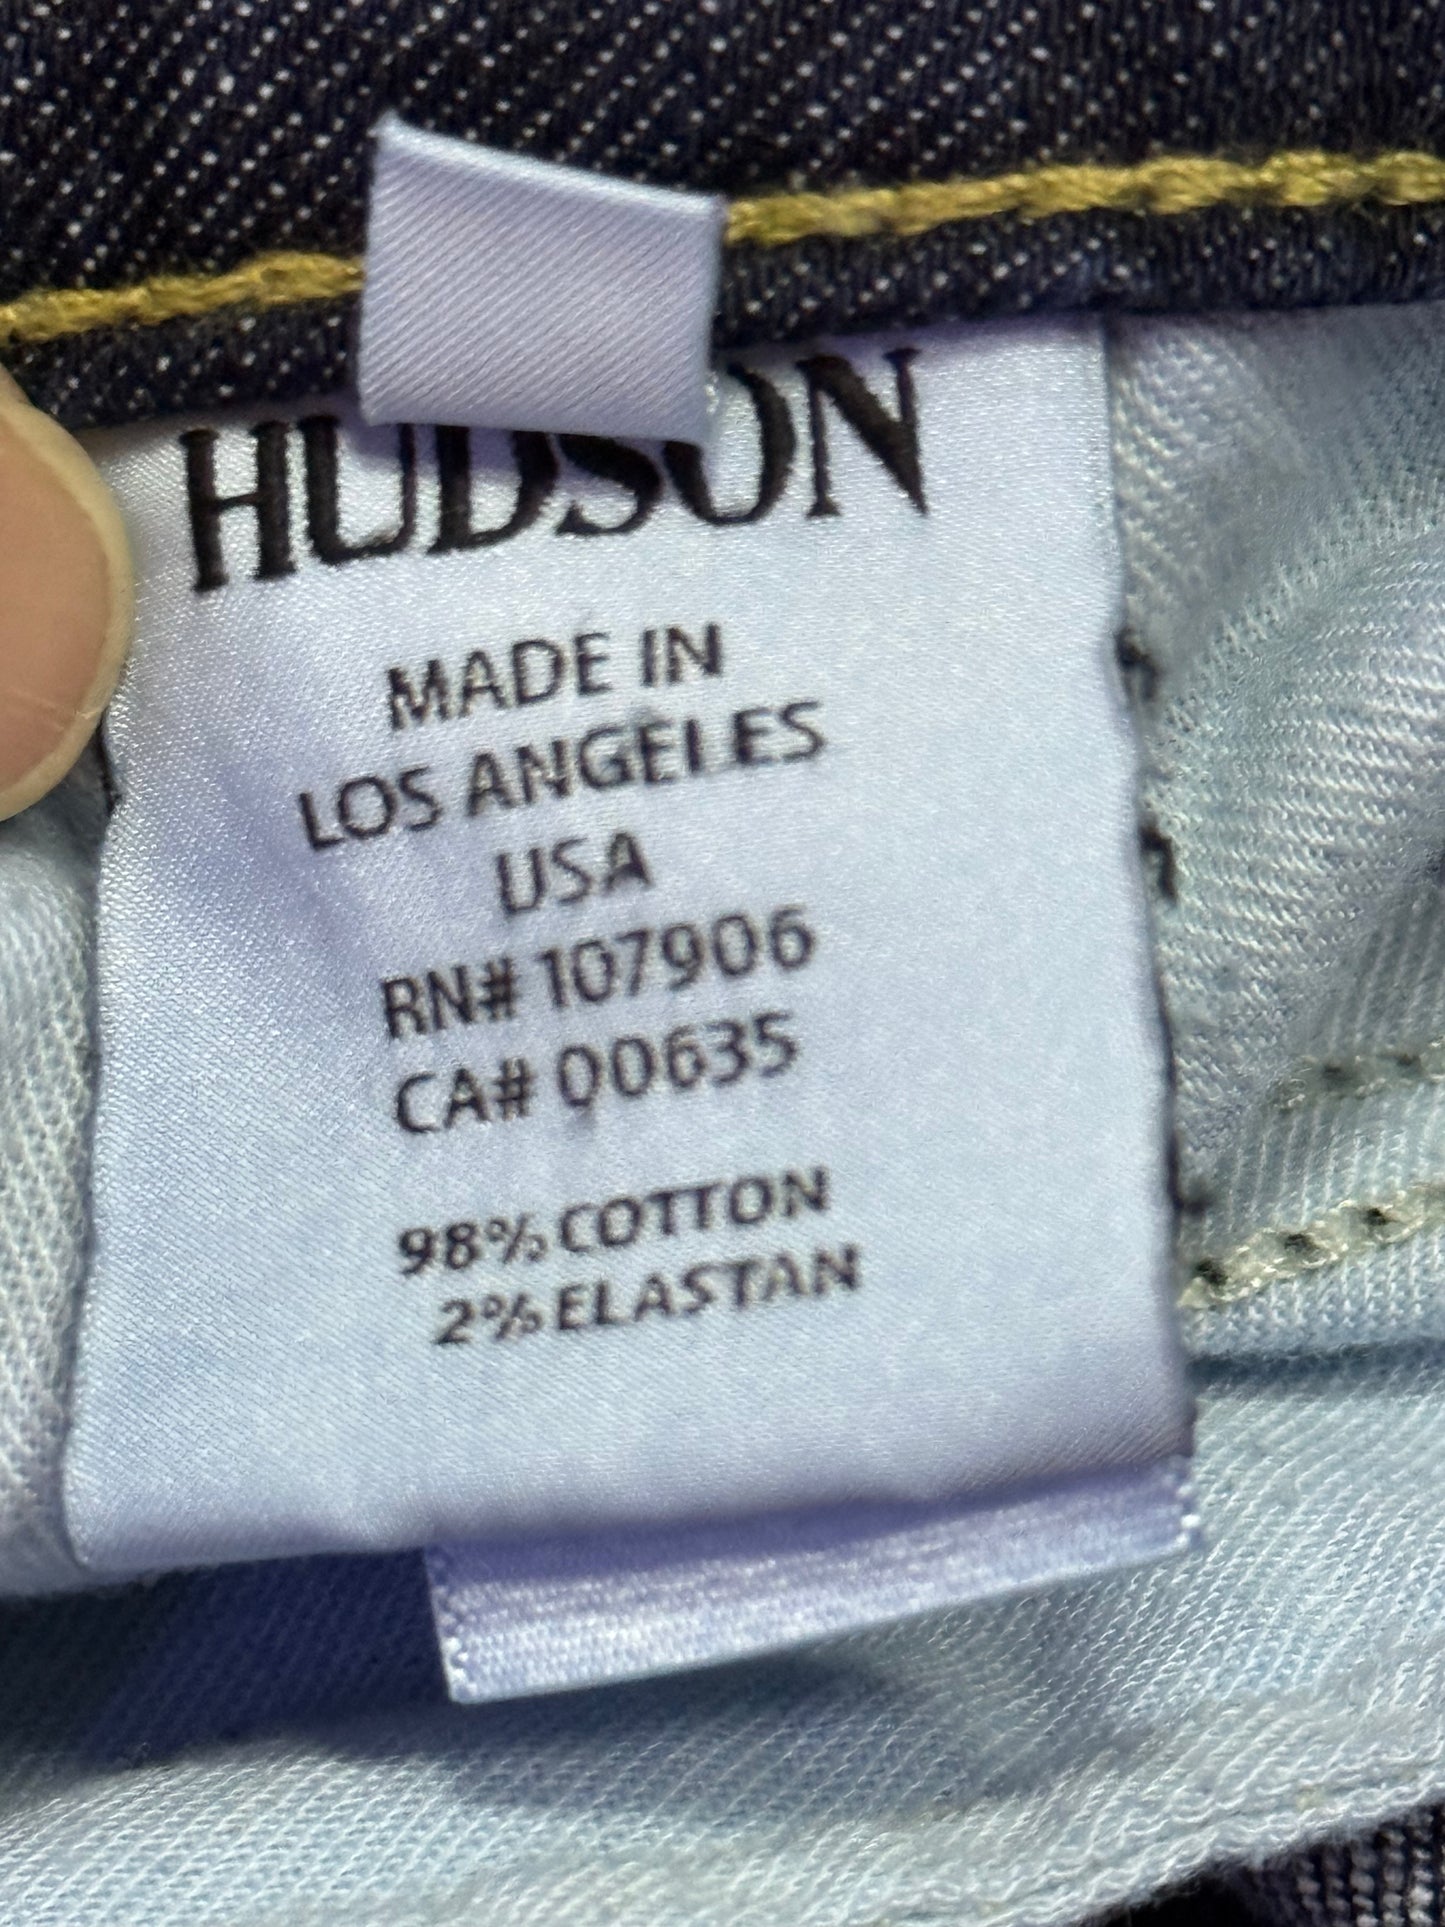 HUDSON
MADE IN
LOS ANGELES
USA
RN# 107906
CA# 00635
98% COTTON
2% ELASTAN